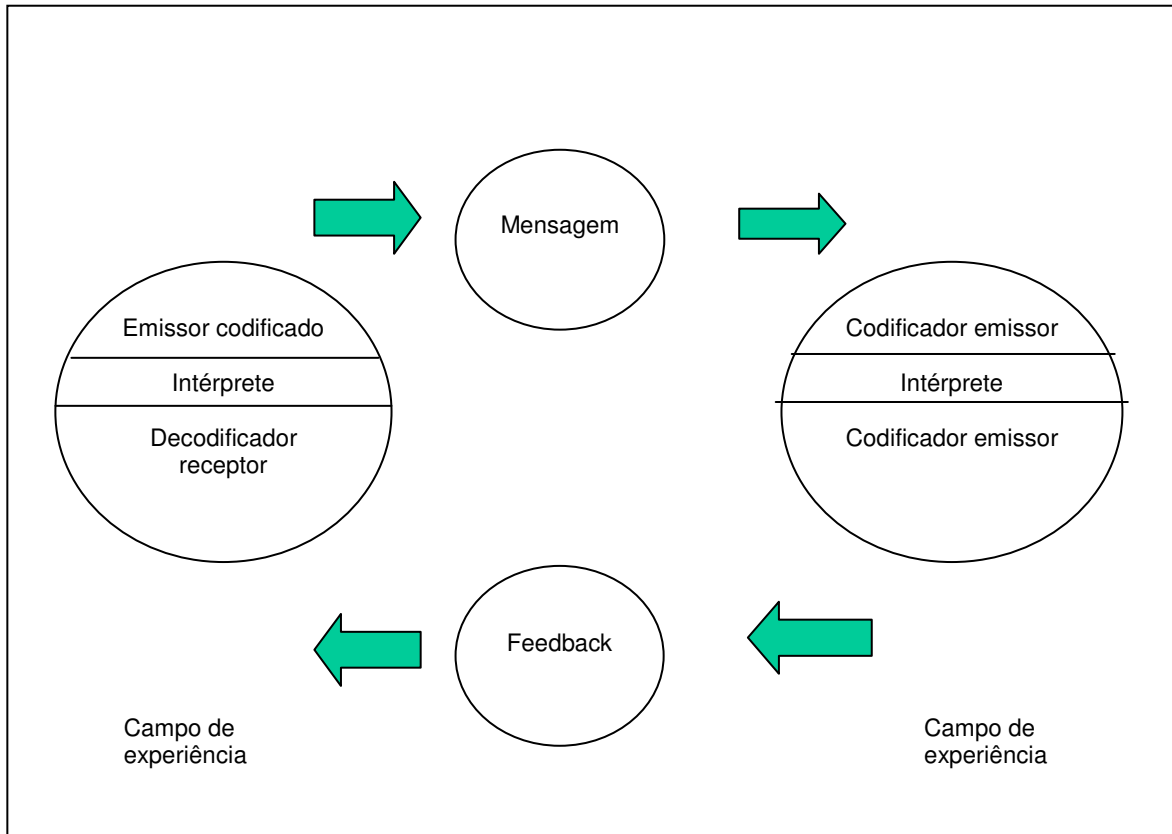 Mensagem
Emissor codificado
Intérprete
Decodificador
receptor
Codificador emissor
Intérprete
Codificador emissor
Feedback
Campo de
experiência
Campo de
experiência